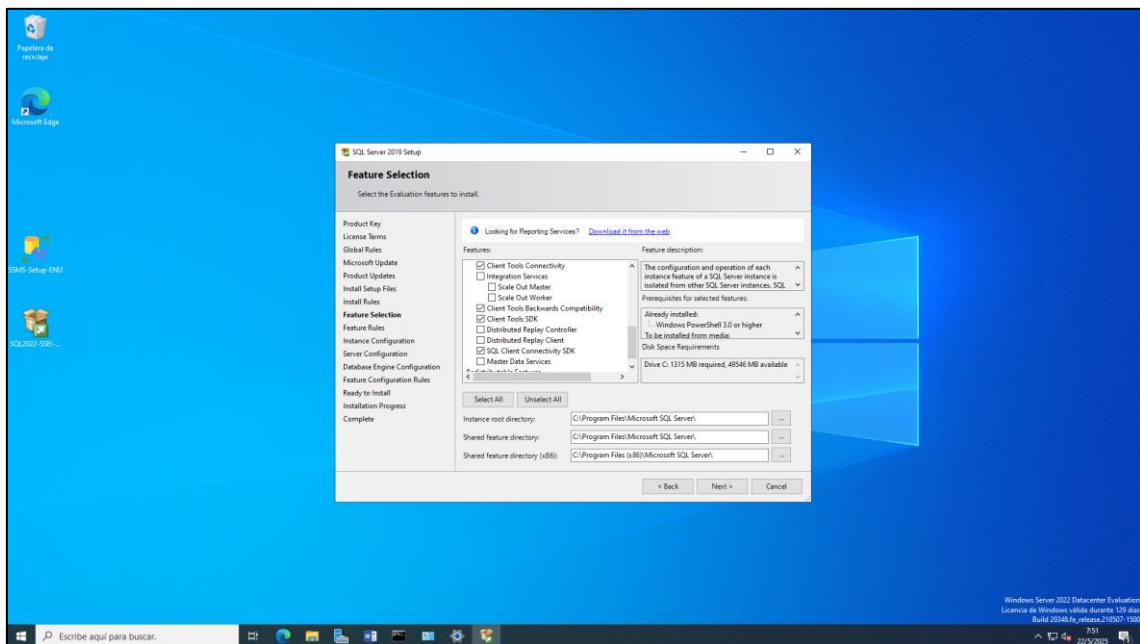 Papelera de
reciclaje
Microsoft Edge
SSMS-Setup-ENU
SQL2022-SSEI-...
SQL Server 2019 Setup
Feature Selection
Select the Evaluation features to install.
Product Key
License Terms
Global Rules
Microsoft Update
Product Updates
Install Setup Files
Install Rules
Feature Selection
Feature Rules
Instance Configuration
Server Configuration
Database Engine Configuration
Feature Configuration Rules
Ready to Install
Installation Progress
Complete
Looking for Reporting Services? Download it from the web
Features:
Client Tools Connectivity
Integration Services
Scale Out Master
Scale Out Worker
Client Tools Backwards Compatibility
Client Tools SDK
Distributed Replay Controller
Distributed Replay Client
SQL Client Connectivity SDK
Master Data Services
Redistributable Features
Feature description:
The configuration and operation of each
instance feature of a SQL Server instance is
isolated from other SQL Server instances. SQL
Prerequisites for selected features:
Already installed:
Windows PowerShell 3.0 or higher
To be installed from media:
Disk Space Requirements
Drive C: 1315 MB required, 49546 MB available
Select All Unselect All
Instance root directory: C:\Program Files\Microsoft SQL Server\ ...
Shared feature directory: C:\Program Files\Microsoft SQL Server\ ...
Shared feature directory (x86): C:\Program Files (x86)\Microsoft SQL Server\ ...
< Back Next > Cancel
Windows Server 2022 Datacenter Evaluation
Licencia de Windows válida durante 129 días
Build 20348.fe_release.210507-1500
Escribe aquí para buscar.
7:51
22/5/2025